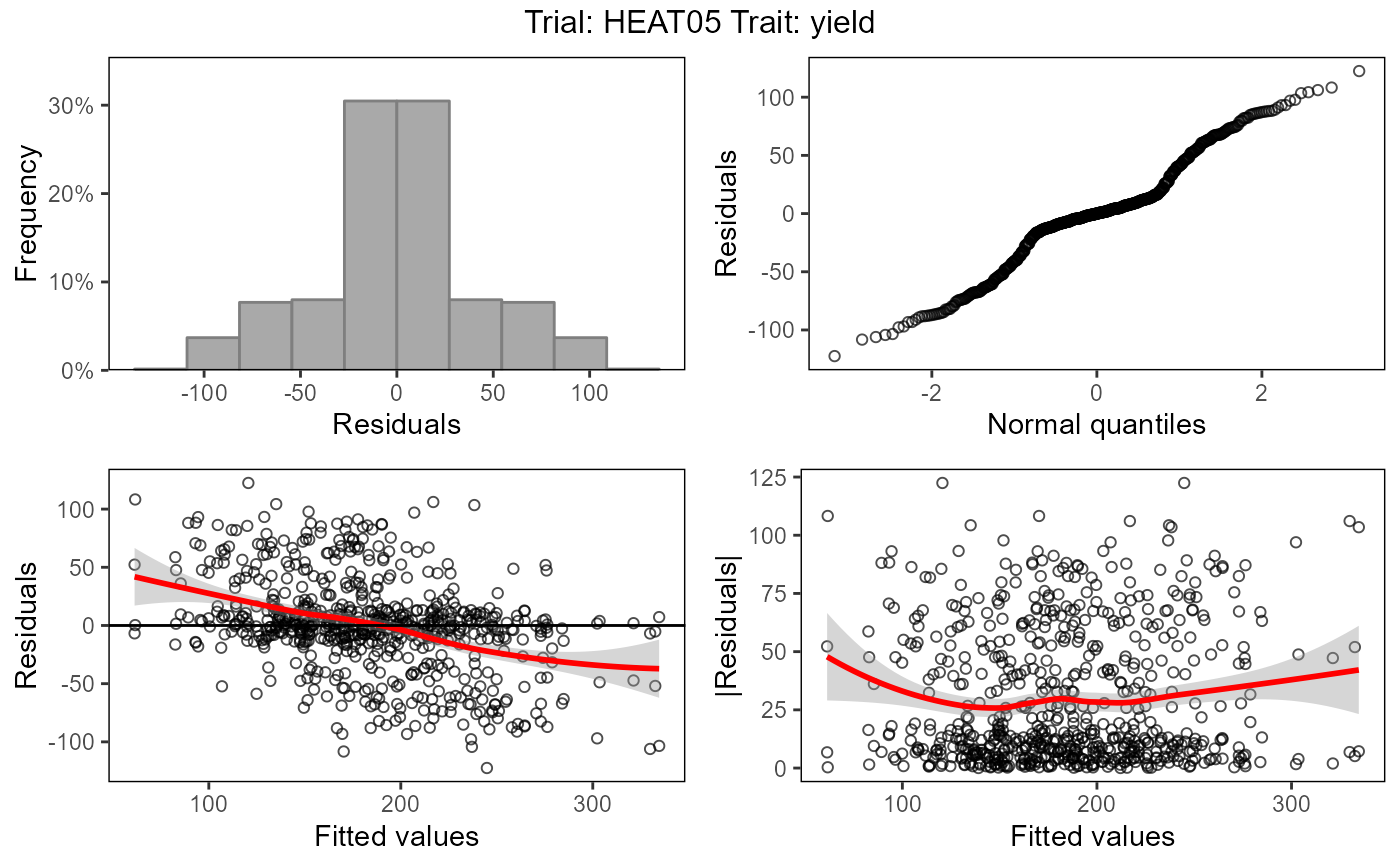 Trial: HEAT05 Trait: yield
Frequency
30%
20%
10%
0%
-100 -50 0 50 100
Residuals
Residuals
100
50
0
-50
-100
-2 0 2
Normal quantiles
Residuals
100
50
0
-50
-100
100 200 300
Fitted values
|Residuals|
125
100
75
50
25
0
100 200 300
Fitted values